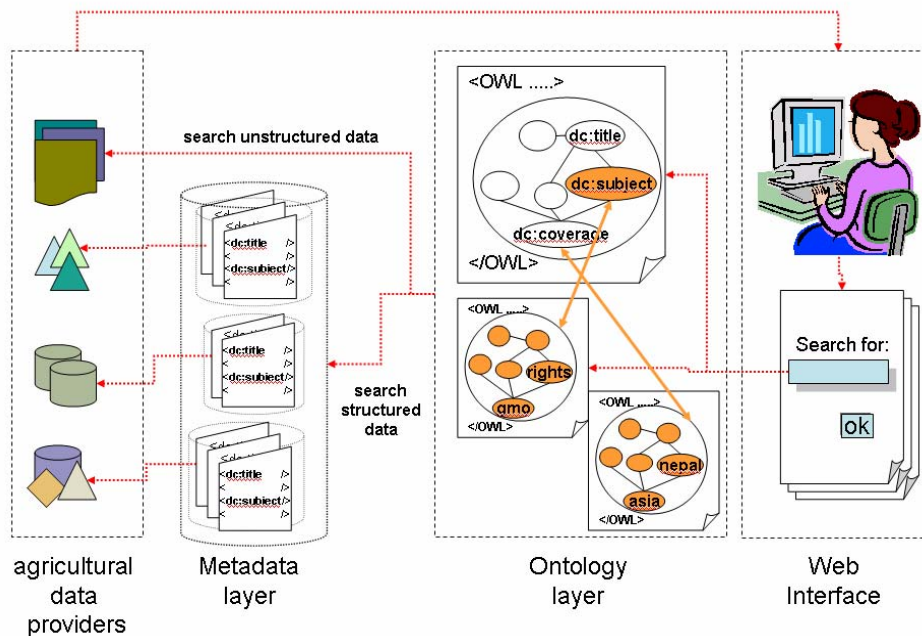 search unstructured data
<dc:title />
< />
<dc:subject/>
< />
<dc:title />
< />
<dc:subject/>
< />
<dc:title />
< />
<dc:subject/>
< />
search
structured
data
<OWL .....>
dc:title
dc:subject
dc:coverage
</OWL>
<OWL .....>
rights
gmo
</OWL>
<OWL .....>
nepal
asia
</OWL>
Search for:
ok
agricultural
data
providers
Metadata
layer
Ontology
layer
Web
Interface